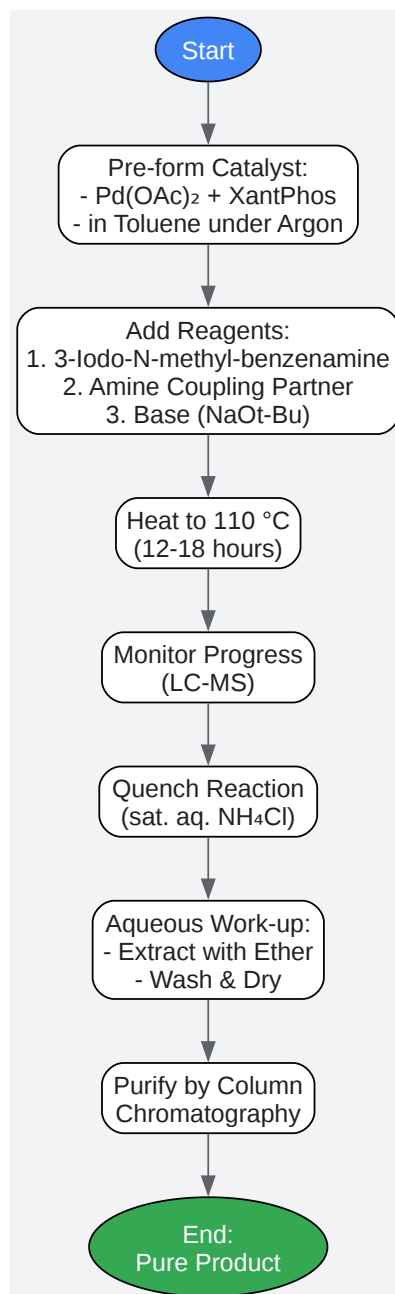 Start
Pre-form Catalyst:
- Pd(OAc)₂ + XantPhos
- in Toluene under Argon
Add Reagents:
1. 3-Iodo-N-methyl-benzenamine
2. Amine Coupling Partner
3. Base (NaOt-Bu)
Heat to 110 °C
(12-18 hours)
Monitor Progress
(LC-MS)
Quench Reaction
(sat. aq. NH₄Cl)
Aqueous Work-up:
- Extract with Ether
- Wash & Dry
Purify by Column
Chromatography
End:
Pure Product